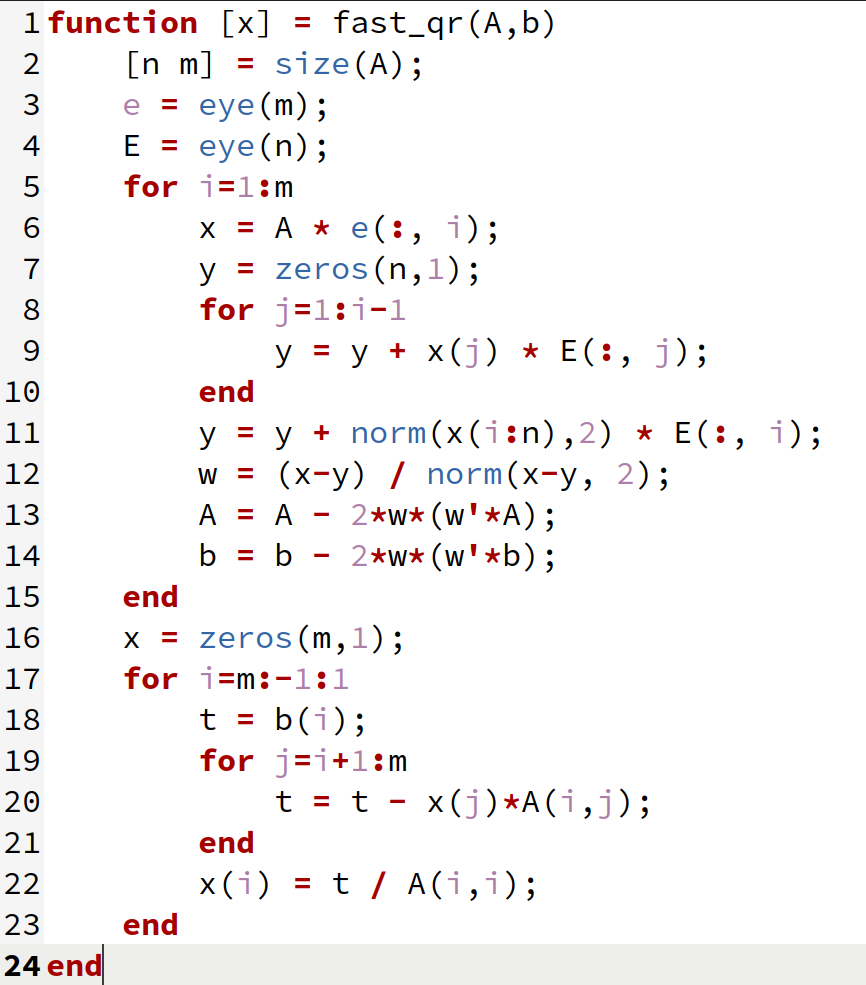 1 function [x] = fast_qr(A,b)
2 [n m] = size(A);
3 e = eye(m);
4 E = eye(n);
5 for i=1:m
6 x = A * e(:, i);
7 y = zeros(n,1);
8 for j=1:i-1
9 y = y + x(j) * E(:, j);
10 end
11 y = y + norm(x(i:n),2) * E(:, i);
12 w = (x-y) / norm(x-y, 2);
13 A = A - 2*w*(w'*A);
14 b = b - 2*w*(w'*b);
15 end
16 x = zeros(m,1);
17 for i=m:-1:1
18 t = b(i);
19 for j=i+1:m
20 t = t - x(j)*A(i,j);
21 end
22 x(i) = t / A(i,i);
23 end
24 end